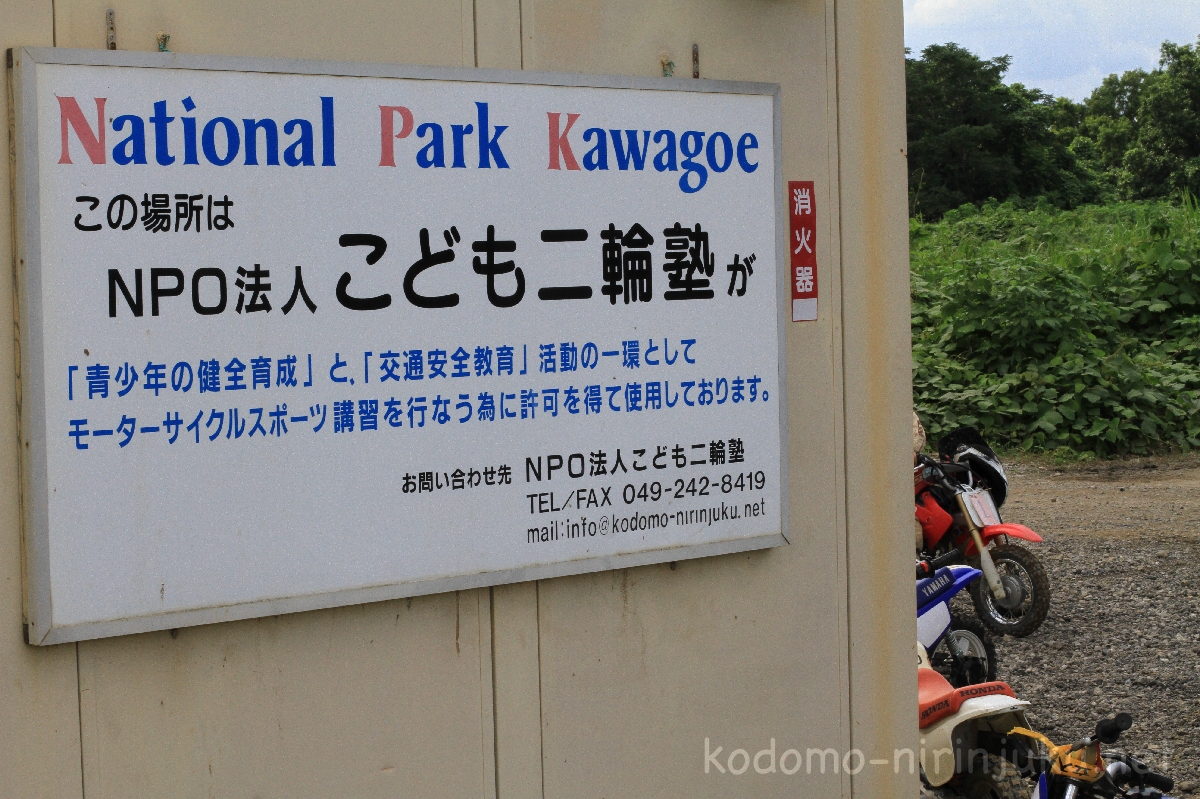 National Park Kawagoe
この場所は
NPO法人こども二輪塾が
「青少年の健全育成」と、「交通安全教育」活動の一環として
モーターサイクルスポーツ講習を行なう為に許可を得て使用しております。
お問い合わせ先 NPO法人こども二輪塾
TEL/FAX 049-242-8419
mail:info@kodomo-nirinjuku.net
消火器
YAMAHA
HONDA
HONDA
kodomo-nirinjuku.net